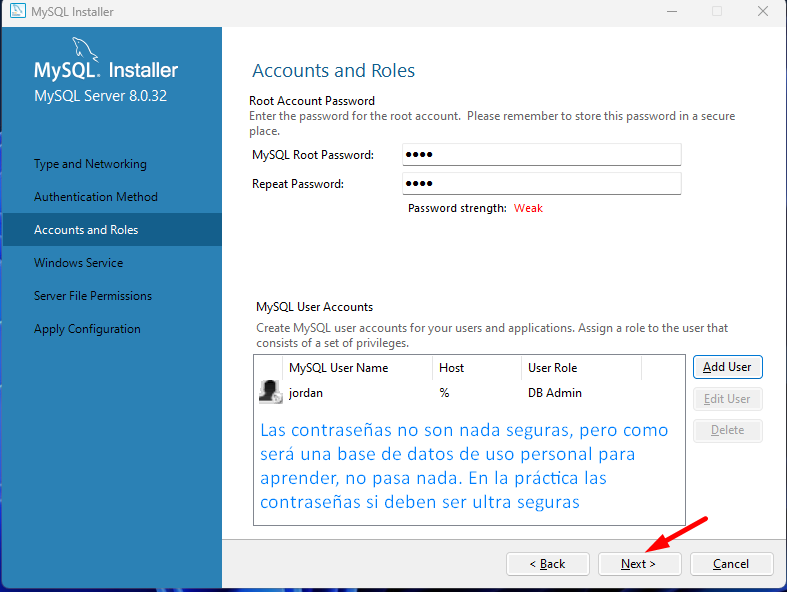 MySQL Installer
MySQL. Installer
MySQL Server 8.0.32
Type and Networking
Authentication Method
Accounts and Roles
Windows Service
Server File Permissions
Apply Configuration
Accounts and Roles
Root Account Password
Enter the password for the root account. Please remember to store this password in a secure
place.
MySQL Root Password: ••••
Repeat Password: ••••
Password strength: Weak
MySQL User Accounts
Create MySQL user accounts for your users and applications. Assign a role to the user that
consists of a set of privileges.
MySQL User Name Host User Role
jordan % DB Admin
Las contraseñas no son nada seguras, pero como
será una base de datos de uso personal para
aprender, no pasa nada. En la práctica las
contraseñas si deben ser ultra seguras
Add User
Edit User
Delete
< Back Next > Cancel